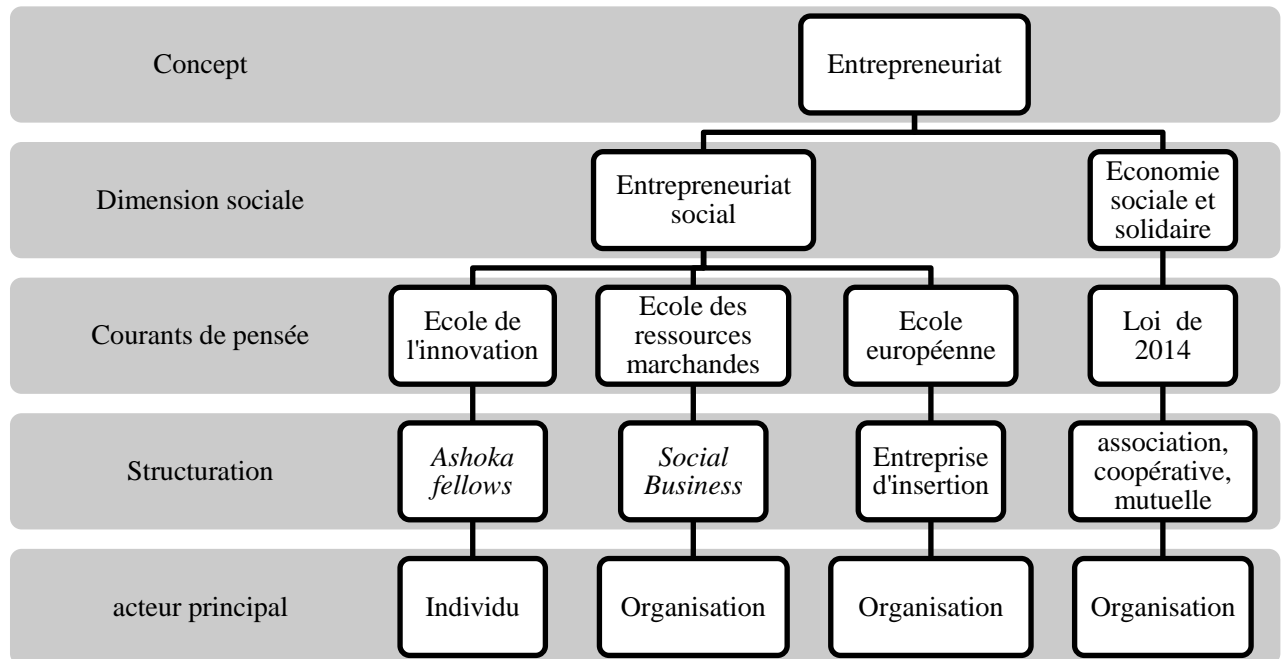 Concept
Entrepreneuriat
Dimension sociale
Entrepreneuriat
social
Economie
sociale et
solidaire
Courants de pensée
Ecole de
l'innovation
Ecole des
ressources
marchandes
Ecole
européenne
Loi de
2014
Structuration
Ashoka
fellows
Social
Business
Entreprise
d'insertion
association,
coopérative,
mutuelle
acteur principal
Individu
Organisation
Organisation
Organisation